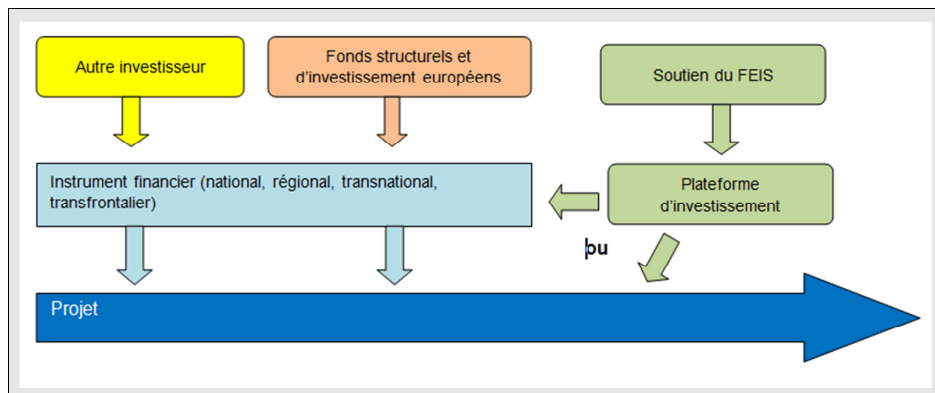 Autre investisseur
Fonds structurels et
d'investissement européens
Soutien du FEIS
Instrument financier (national, régional, transnational,
transfrontalier)
Plateforme
d'investissement
ou
Projet